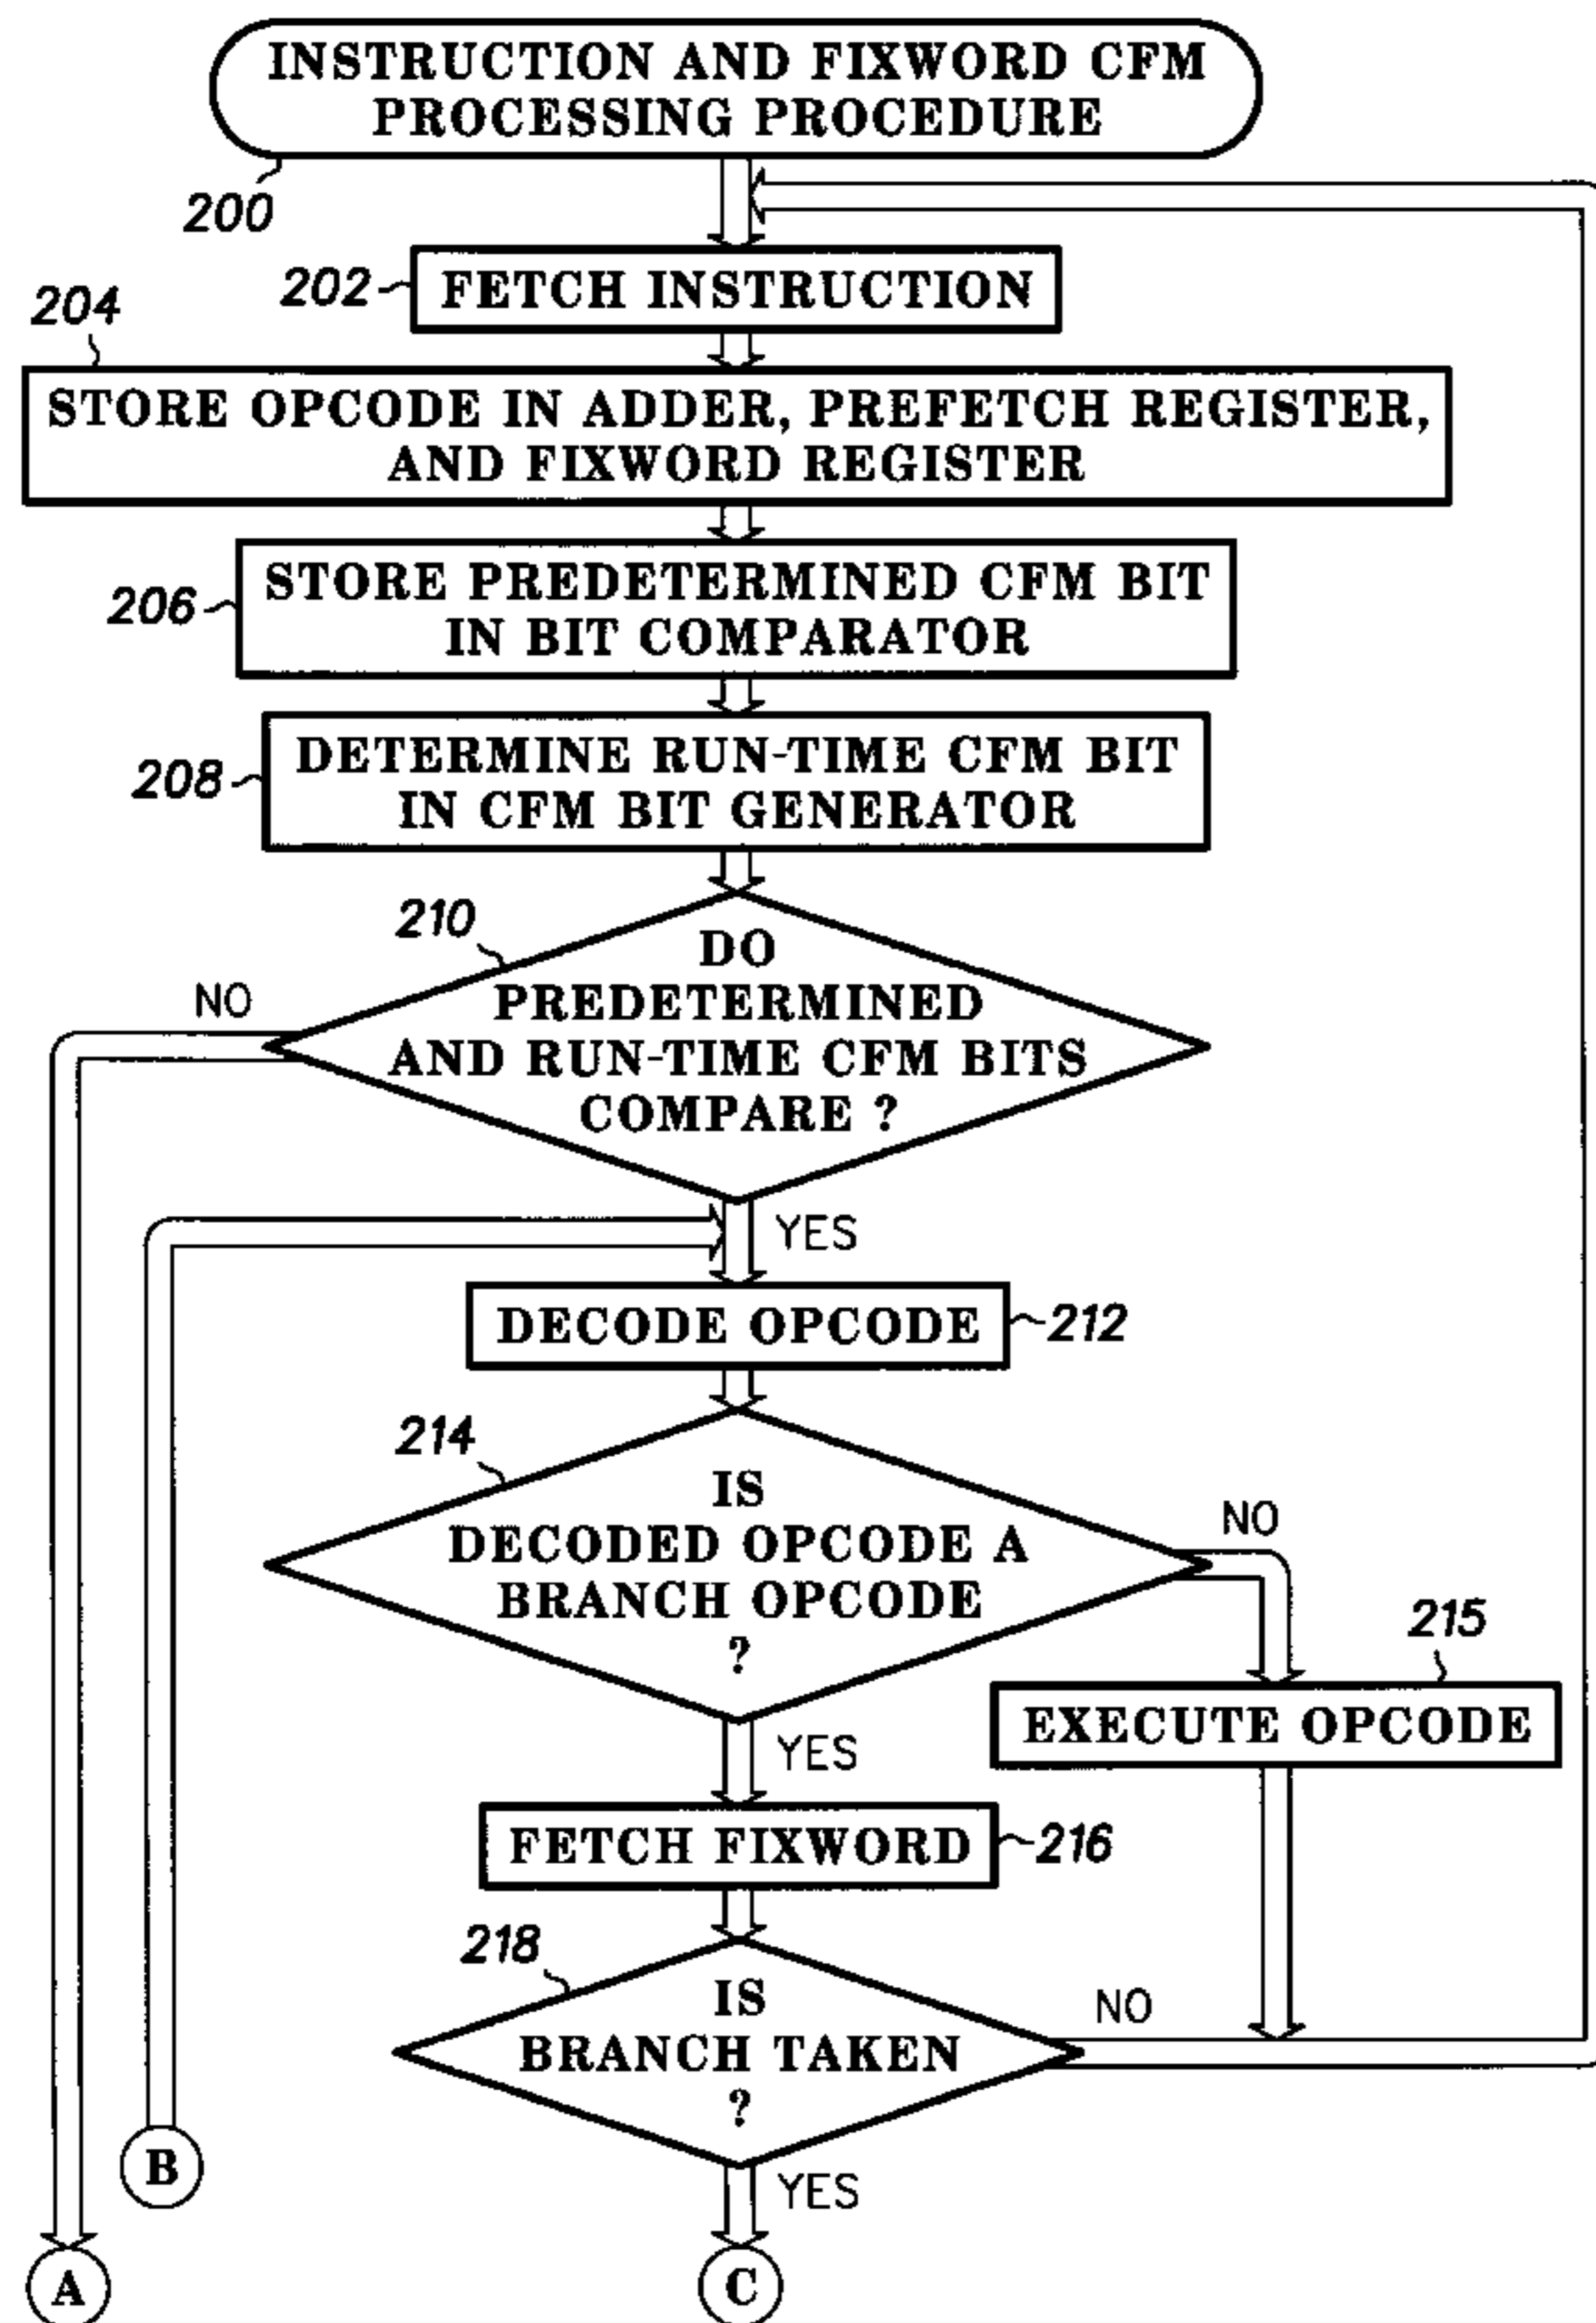 INSTRUCTION AND FIXWORD CFM
PROCESSING PROCEDURE
200
202
FETCH INSTRUCTION
204
STORE OPCODE IN ADDER, PREFETCH REGISTER,
AND FIXWORD REGISTER
206
STORE PREDETERMINED CFM BIT
IN BIT COMPARATOR
208
DETERMINE RUN-TIME CFM BIT
IN CFM BIT GENERATOR
210
NO
DO
PREDETERMINED
AND RUN-TIME CFM BITS
COMPARE ?
YES
DECODE OPCODE
212
214
IS
DECODED OPCODE A
BRANCH OPCODE
?
NO
215
EXECUTE OPCODE
YES
FETCH FIXWORD
216
218
IS
BRANCH TAKEN
?
NO
YES
B
A
C